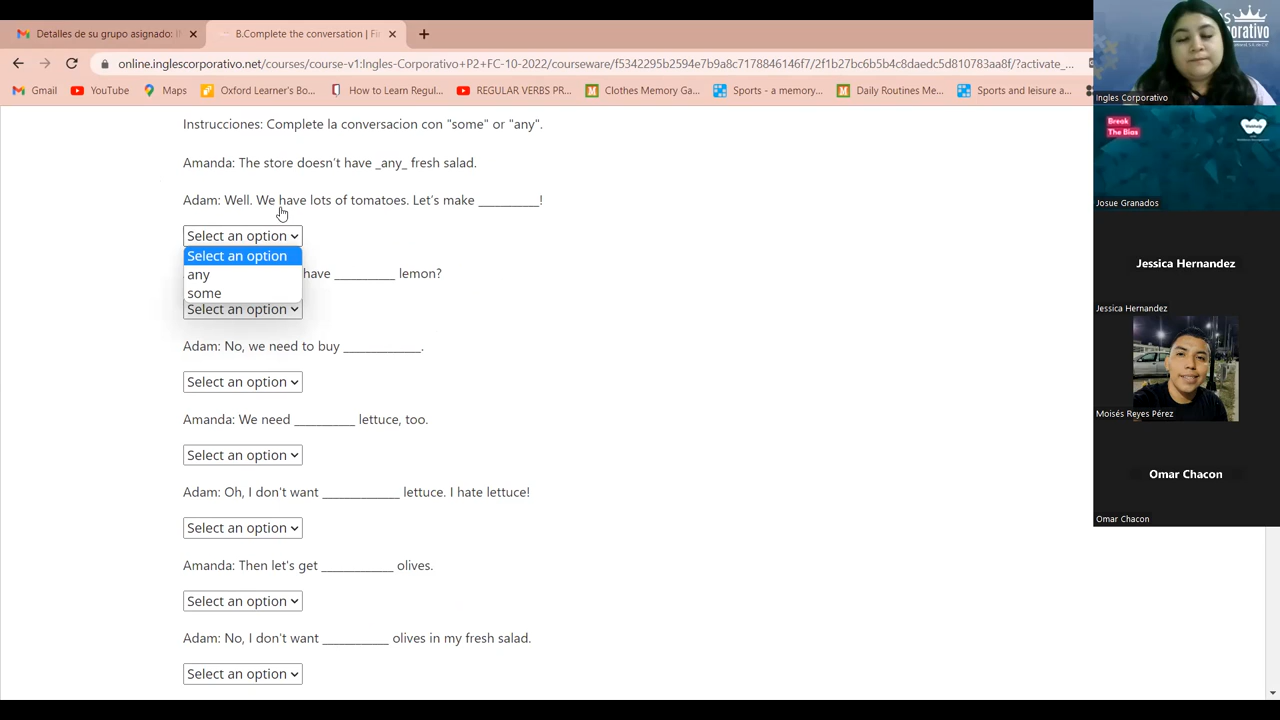 Detalles de su grupo asignado: I
B.Complete the conversation | Fi
online.inglescorporativo.net/courses/course-v1:Ingles-Corporativo+P2+FC-10-2022/courseware/f5342295b2594e7b9a8c7178846146f7/2f1b27bc6b5b4c8daedc5d810783aa8f/?activate_...
Gmail
YouTube
Maps
Oxford Learner's Bo...
How to Learn Regul...
REGULAR VERBS PR...
Clothes Memory Ga...
Sports - a memory...
Daily Routines Me...
Sports and leisure a...
Instrucciones: Complete la conversacion con "some" or "any".
Amanda: The store doesn't have _any_ fresh salad.
Adam: Well. We have lots of tomatoes. Let's make __________!
Select an option
Select an option
any
some
have __________ lemon?
Select an option
Adam: No, we need to buy _____________.
Select an option
Amanda: We need __________ lettuce, too.
Select an option
Adam: Oh, I don't want _____________ lettuce. I hate lettuce!
Select an option
Amanda: Then let's get ____________ olives.
Select an option
Adam: No, I don't want ___________ olives in my fresh salad.
Select an option
Ingles Corporativo
Break
The Bias
Josue Granados
Jessica Hernandez
Jessica Hernandez
Moisés Reyes Pérez
Omar Chacon
Omar Chacon